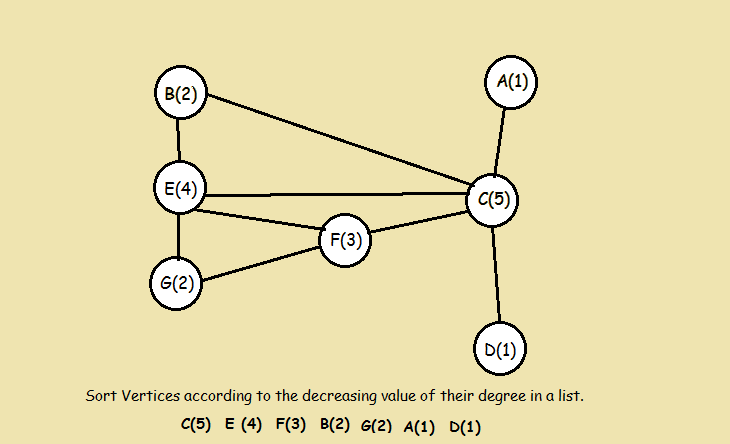 A(1)
B(2)
E(4)
C(5)
F(3)
G(2)
D(1)
Sort Vertices according to the decreasing value of their degree in a list.
C(5) E (4) F(3) B(2) G(2) A(1) D(1)